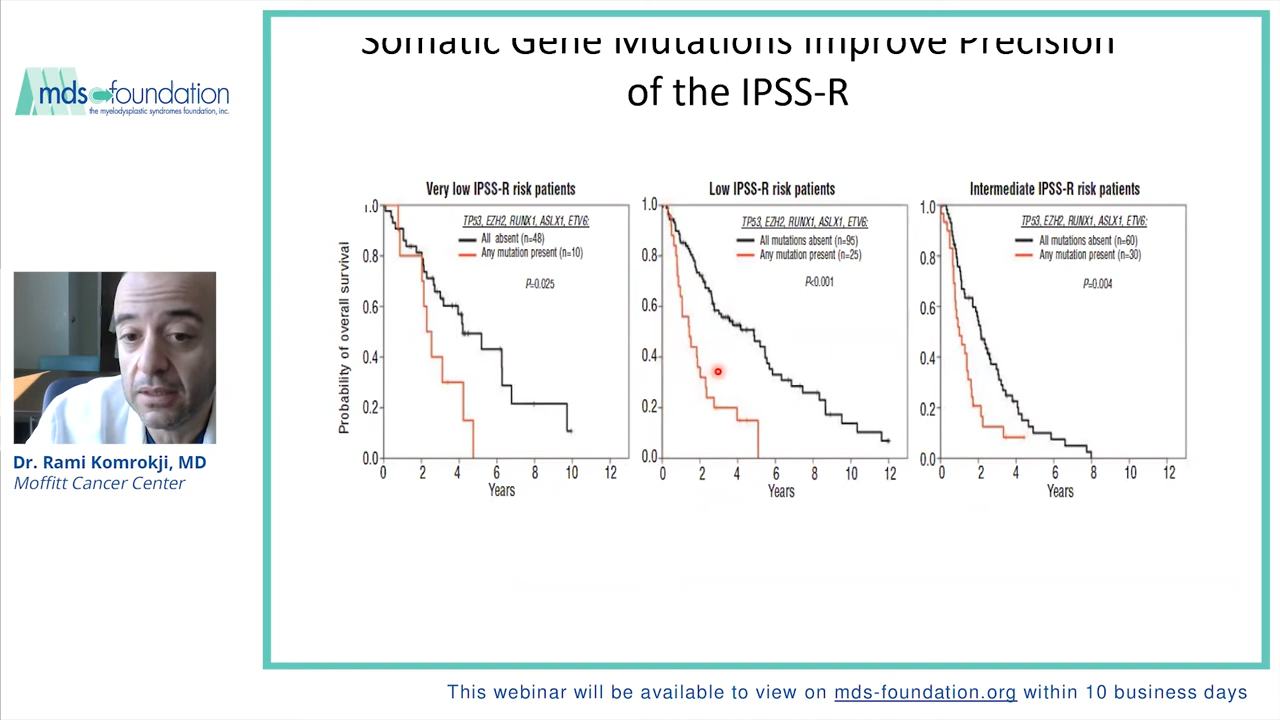 Somatic Gene Mutations Improve Precision
of the IPSS-R
mds foundation
the myelodysplastic syndromes foundation, inc.
Very low IPSS-R risk patients
TP53, EZH2, RUNX1, ASLX1, ETV6:
All absent (n=48)
Any mutation present (n=10)
P=0.025
Probability of overall survival
1.0
0.8
0.6
0.4
0.2
0.0
0 2 4 6 8 10 12
Years
Low IPSS-R risk patients
TP53, EZH2, RUNX1, ASLX1, ETV6:
All mutations absent (n=95)
Any mutation present (n=25)
P<0.001
1.0
0.8
0.6
0.4
0.2
0.0
0 2 4 6 8 10 12
Years
Intermediate IPSS-R risk patients
TP53, EZH2, RUNX1, ASLX1, ETV6:
All mutations absent (n=60)
Any mutation present (n=30)
P=0.004
1.0
0.8
0.6
0.4
0.2
0.0
0 2 4 6 8 10 12
Years
Dr. Rami Komrokji, MD
Moffitt Cancer Center
This webinar will be available to view on mds-foundation.org within 10 business days